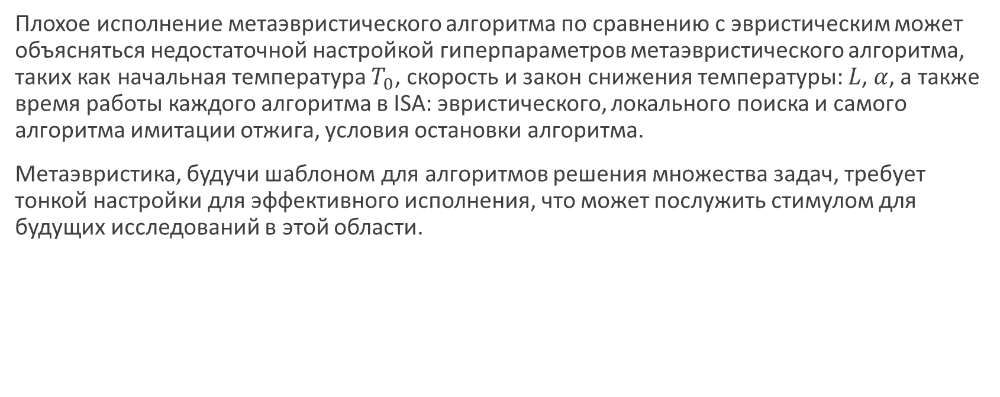 Плохое исполнение метаэвристического алгоритма по сравнению с эвристическим может
объясняться недостаточной настройкой гиперпараметров метаэвристического алгоритма,
таких как начальная температура T₀, скорость и закон снижения температуры: L, α, а также
время работы каждого алгоритма в ISA: эвристического, локального поиска и самого
алгоритма имитации отжига, условия остановки алгоритма.
Метаэвристика, будучи шаблоном для алгоритмов решения множества задач, требует
тонкой настройки для эффективного исполнения, что может послужить стимулом для
будущих исследований в этой области.